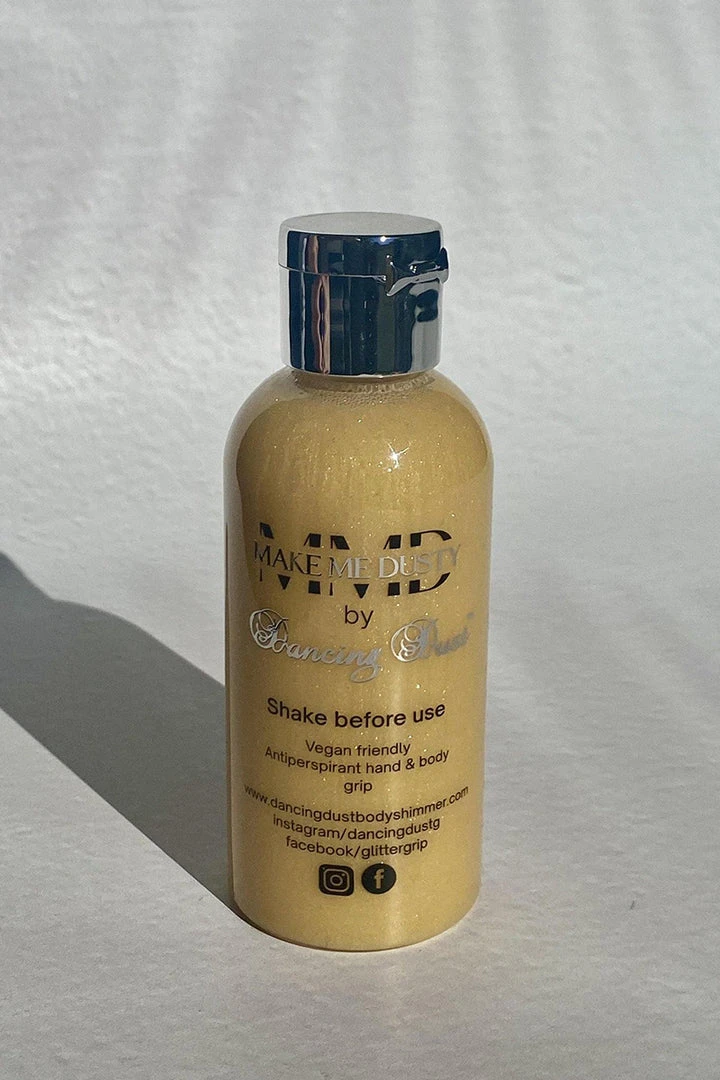 MMD
MAKE ME DUSTY
by
Dancing Dust™
Shake before use
Vegan friendly
Antiperspirant hand & body
grip
www.dancingdustbodyshimmer.com
instagram/dancingdustg
facebook/glittergrip